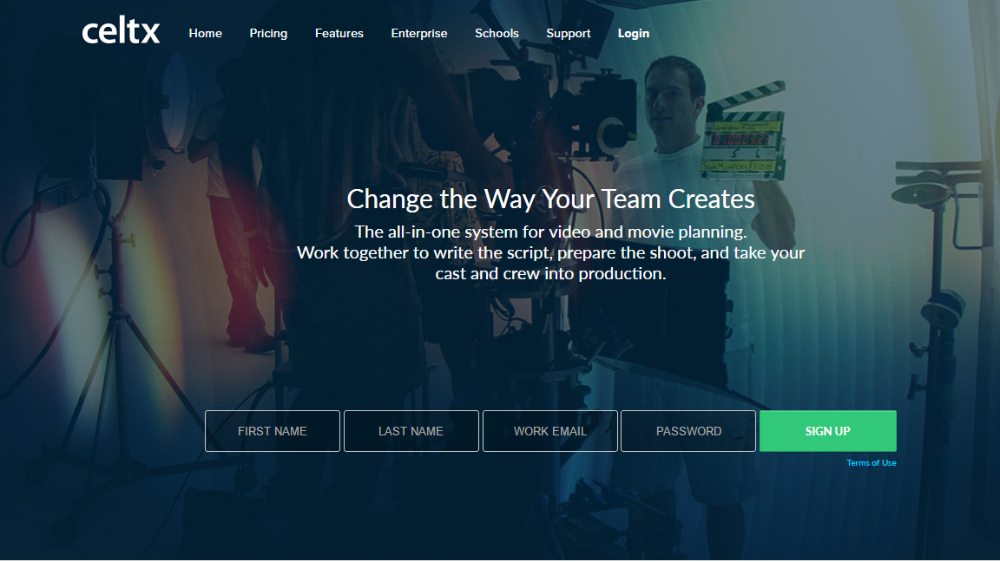 celtx
Home Pricing Features Enterprise Schools Support Login
Change the Way Your Team Creates
The all-in-one system for video and movie planning.
Work together to write the script, prepare the shoot, and take your
cast and crew into production.
FIRST NAME LAST NAME WORK EMAIL PASSWORD SIGN UP
Terms of Use